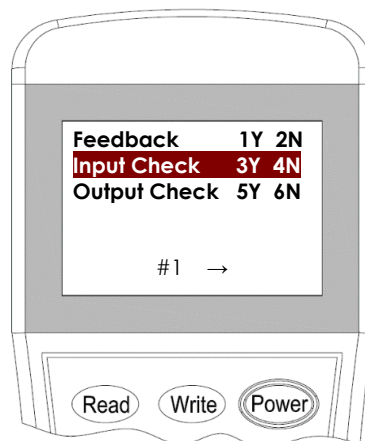 Feedback 1Y 2N
Input Check 3Y 4N
Output Check 5Y 6N
#1 →
Read Write Power